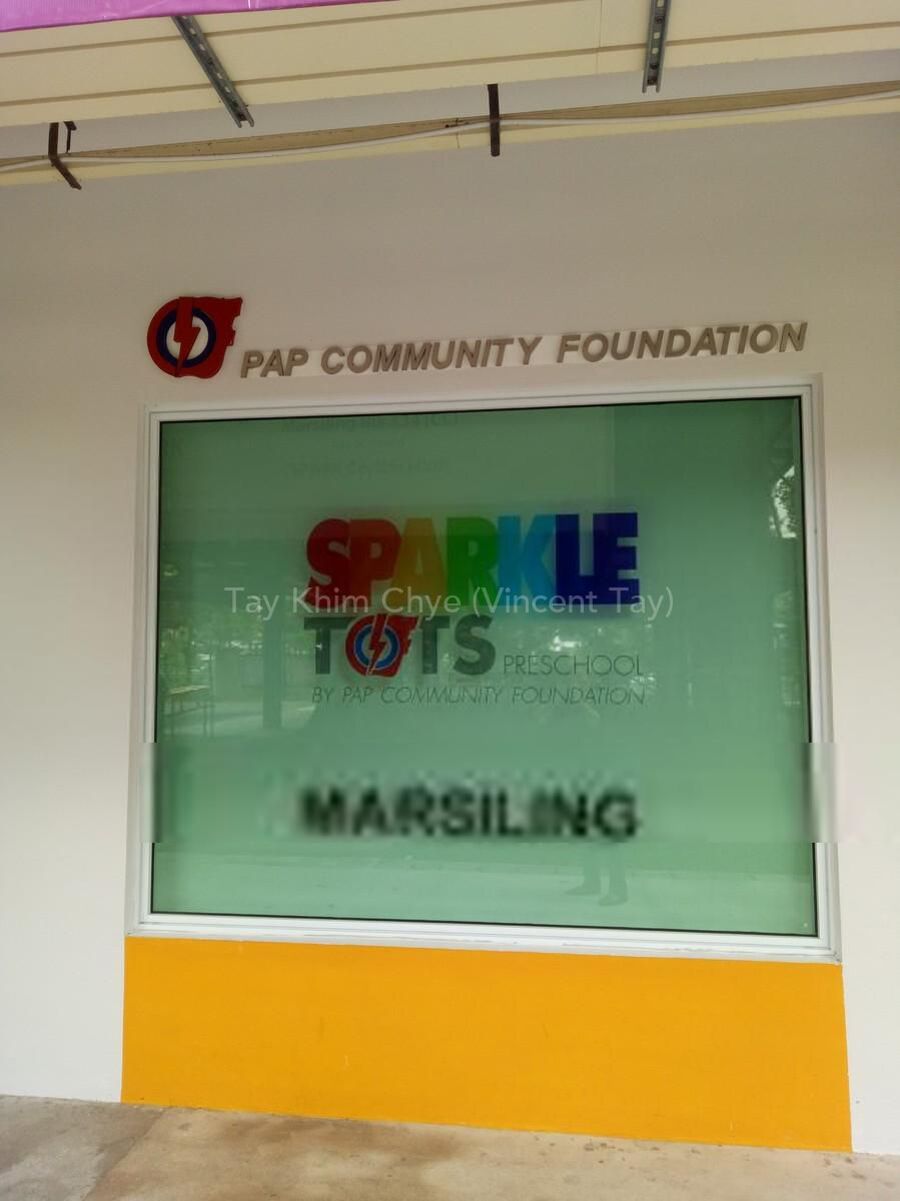 PAP COMMUNITY FOUNDATION
SPARKLE
Tay Khim Chye (Vincent Tay)
TOTS PRESCHOOL
BY PAP COMMUNITY FOUNDATION
MARSILING